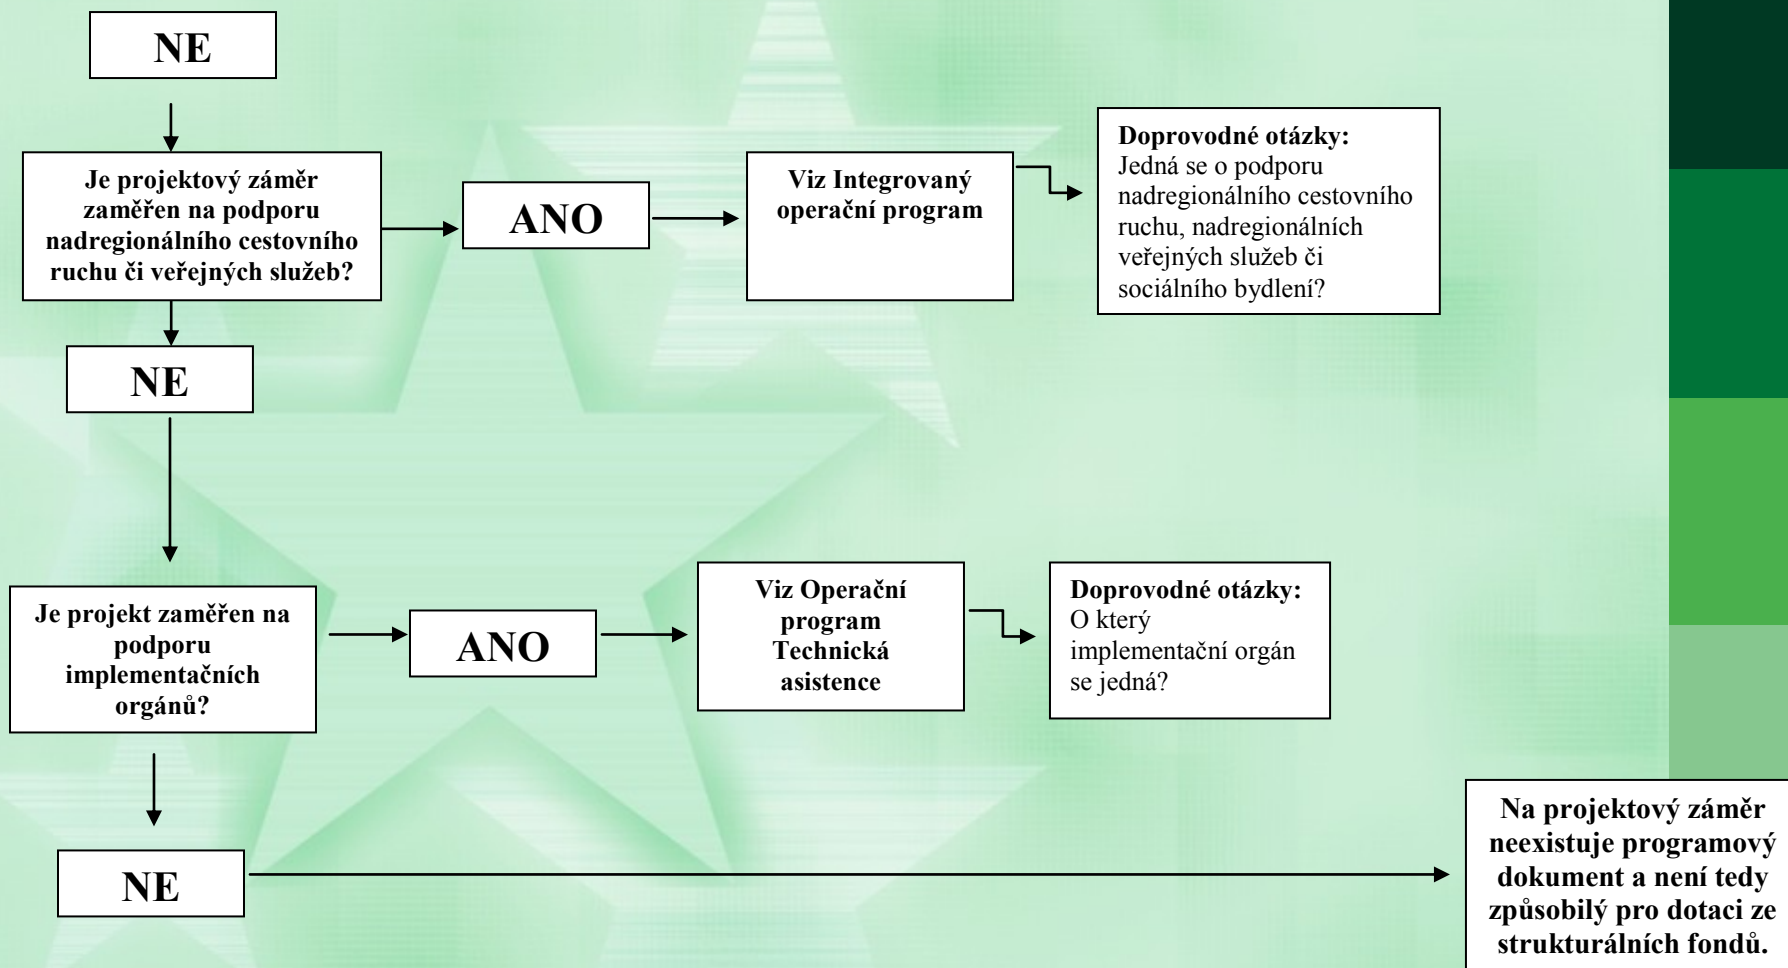 NE
Je projektový záměr
zaměřen na podporu
nadregionálního cestovního
ruchu či veřejných služeb?
ANO
Viz Integrovaný
operační program
Doprovodné otázky:
Jedná se o podporu
nadregionálního cestovního
ruchu, nadregionálních
veřejných služeb či
sociálního bydlení?
NE
Je projekt zaměřen na
podporu
implementačních
orgánů?
ANO
Viz Operační
program
Technická
asistence
Doprovodné otázky:
O který
implementační orgán
se jedná?
NE
Na projektový záměr
neexistuje programový
dokument a není tedy
způsobilý pro dotaci ze
strukturálních fondů.